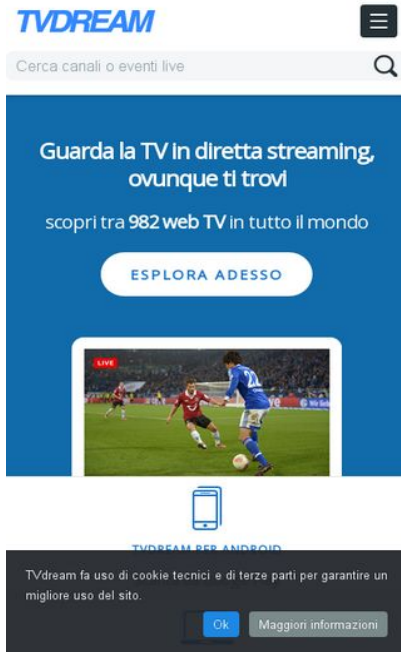 TVDREAM
Cerca canali o eventi live
Guarda la TV in diretta streaming,
ovunque ti trovi
scopri tra 982 web TV in tutto il mondo
ESPLORA ADESSO
LIVE
22
TVDREAM PER ANDROID
TVdream fa uso di cookie tecnici e di terze parti per garantire un
migliore uso del sito.
Ok
Maggiori informazioni